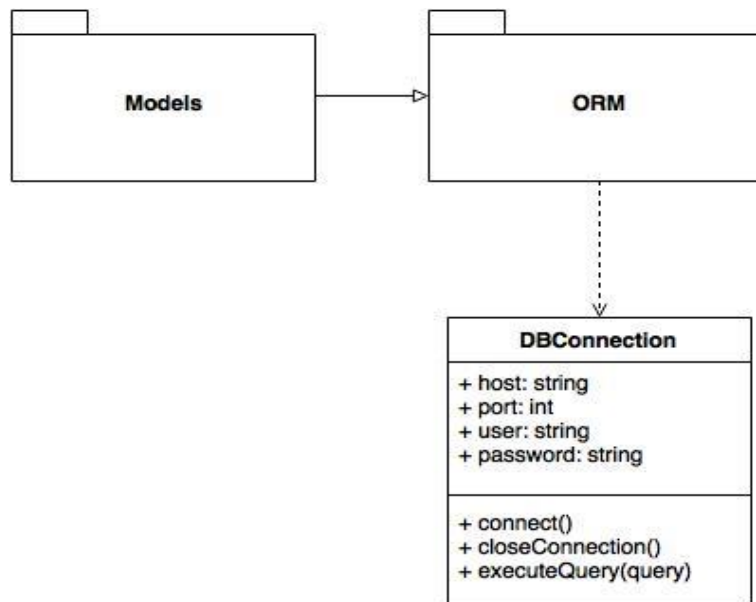 Models
ORM
DBConnection
+ host: string
+ port: int
+ user: string
+ password: string
+ connect()
+ closeConnection()
+ executeQuery(query)